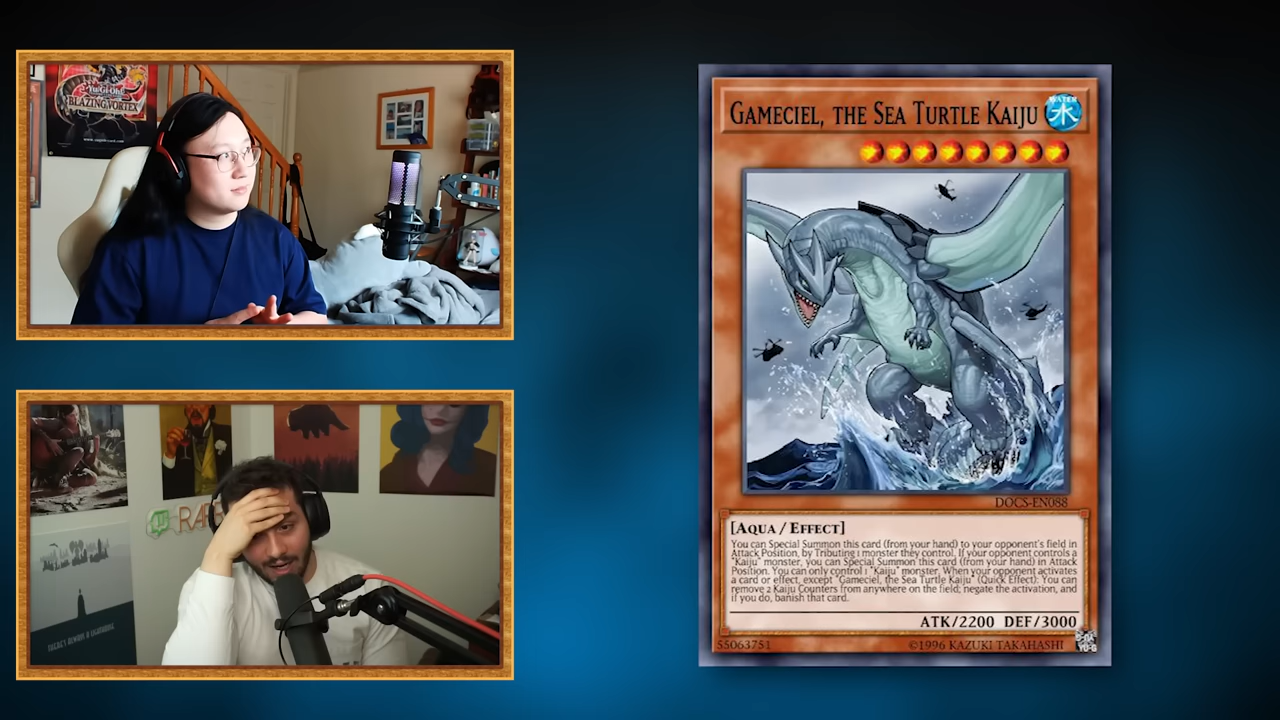 Yu-Gi-Oh!
BLAZING VORTEX
RA
THERE'S ALWAYS A LIGHTHOUSE
GAMECIEL, THE SEA TURTLE KAIJU
WATER
水
DOCS-EN088
[AQUA / EFFECT]
You can Special Summon this card (from your hand) to your opponent's field in
Attack Position, by Tributing 1 monster they control. If your opponent controls a
"Kaiju" monster, you can Special Summon this card (from your hand) in Attack
Position. You can only control 1 "Kaiju" monster. When your opponent activates
a card or effect, except "Gameciel, the Sea Turtle Kaiju" (Quick Effect): You can
remove 2 Kaiju Counters from anywhere on the field; negate the activation, and
if you do, banish that card.
ATK/2200 DEF/3000
55063751
©1996 KAZUKI TAKAHASHI